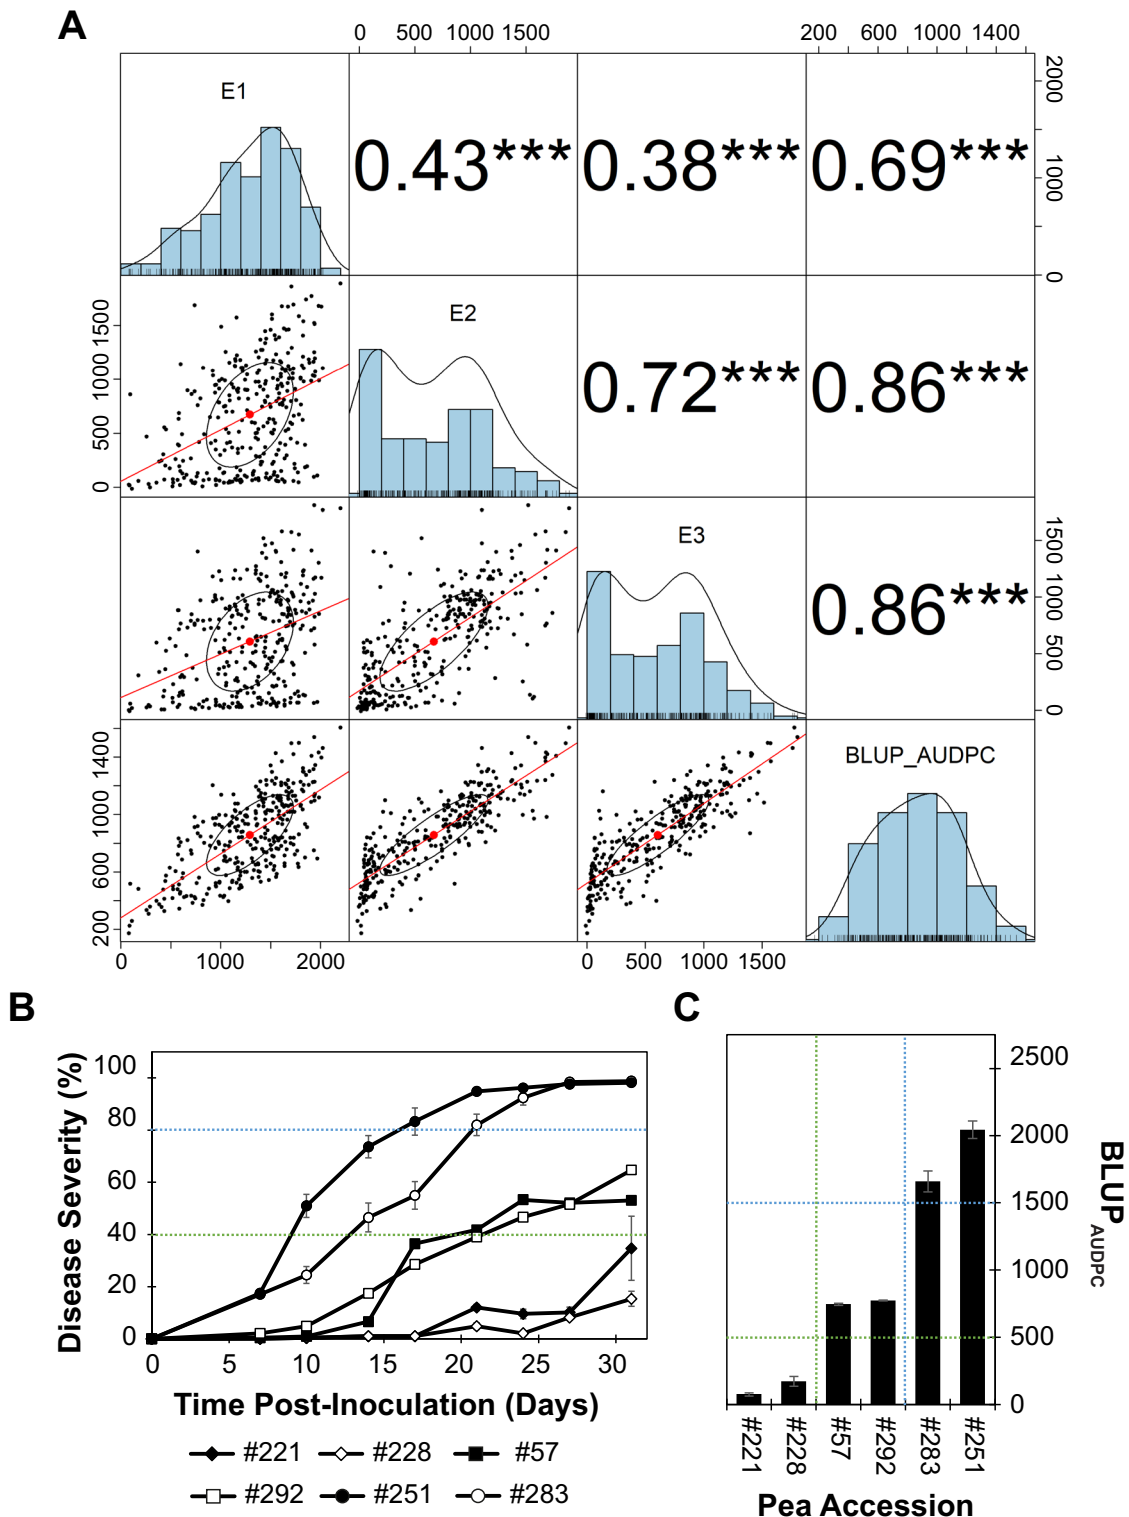 A
0 500 1000 1500 200 600 1000 1400
E1
0.43*** 0.38*** 0.69***
2000
1000
0
E2
0.72*** 0.86***
1500
1000
500
0
E3
0.86***
1500
1000
500
0
BLUP_AUDPC
1400
1000
600
200
0 1000 2000 0 500 1000 1500
B
Disease Severity (%)
100
80
60
40
20
0
0 5 10 15 20 25 30
Time Post-Inoculation (Days)
#221 #228 #57
#292 #251 #283
C
2500
2000
1500
1000
500
0
BLUP AUDPC
#221 #228 #57 #292 #283 #251
Pea Accession